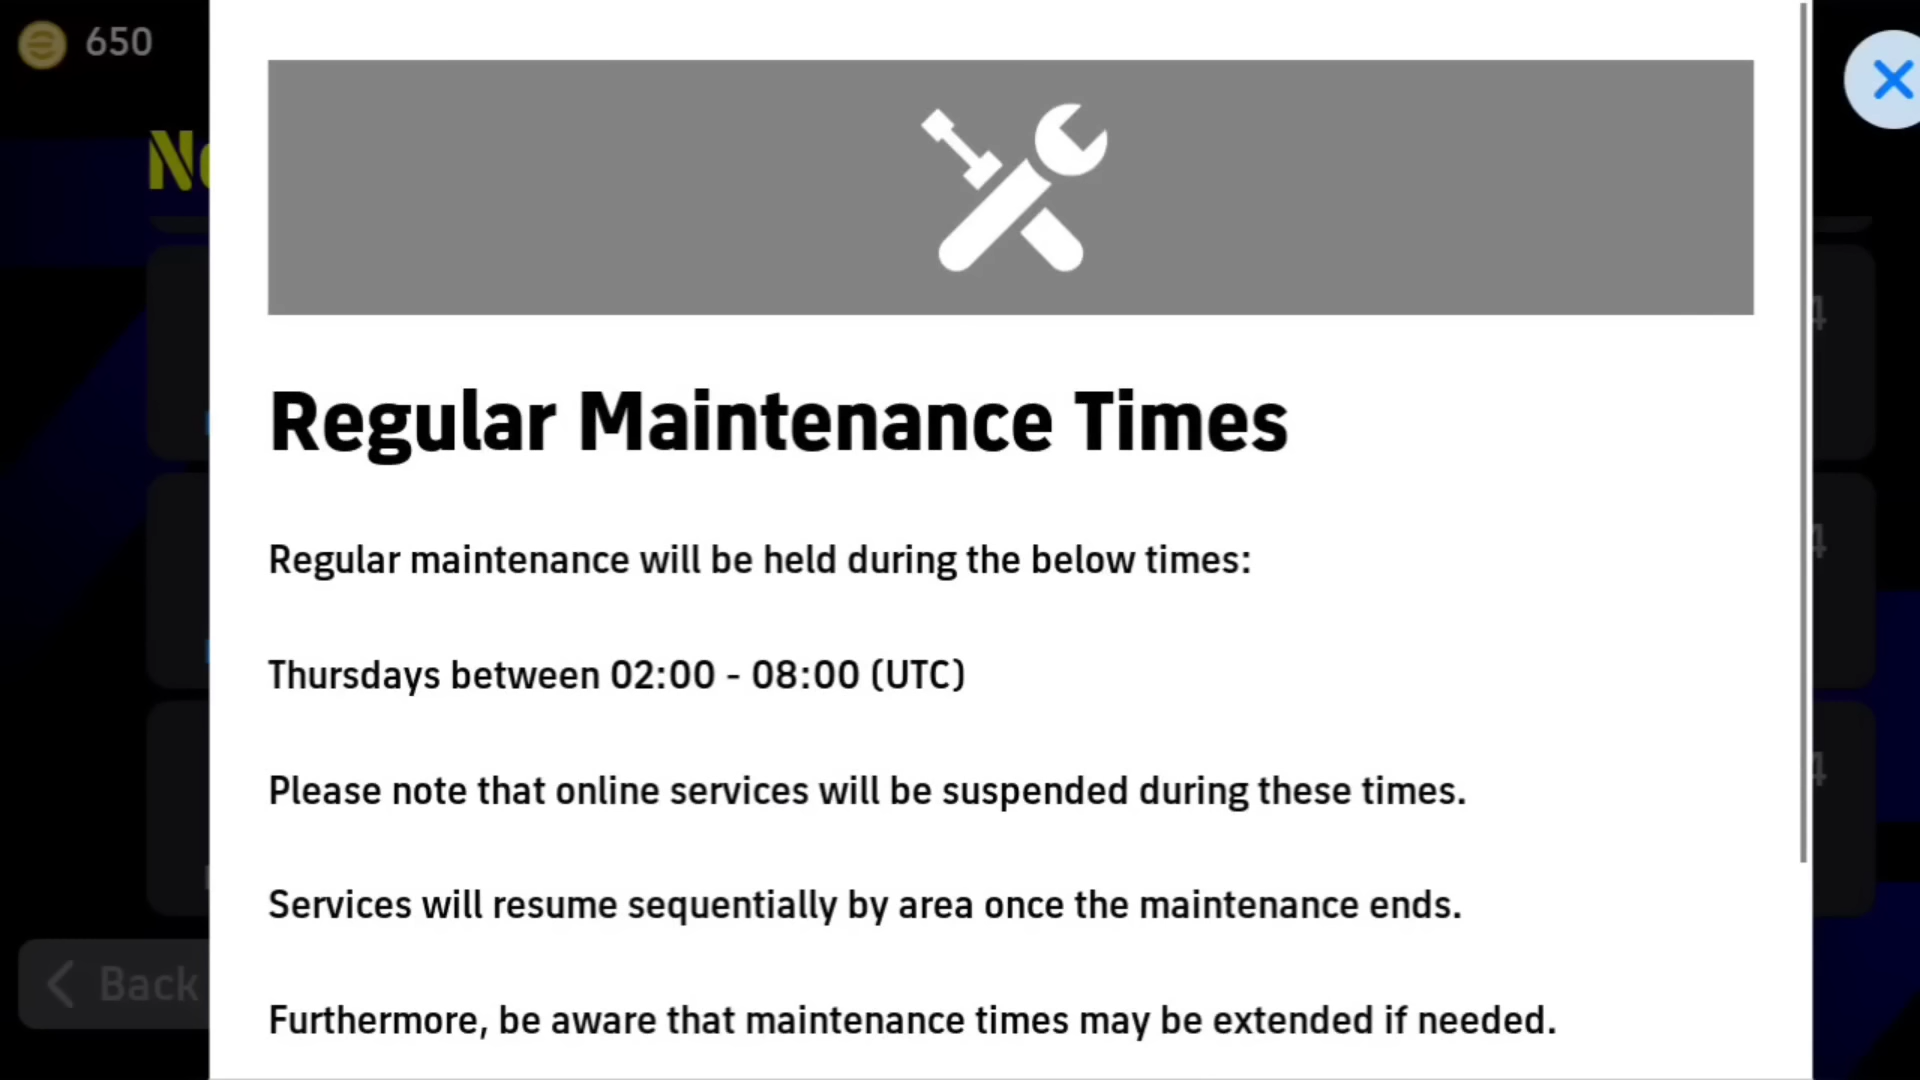 650
Regular Maintenance Times
Regular maintenance will be held during the below times:
Thursdays between 02:00 - 08:00 (UTC)
Please note that online services will be suspended during these times.
Services will resume sequentially by area once the maintenance ends.
Furthermore, be aware that maintenance times may be extended if needed.
Back